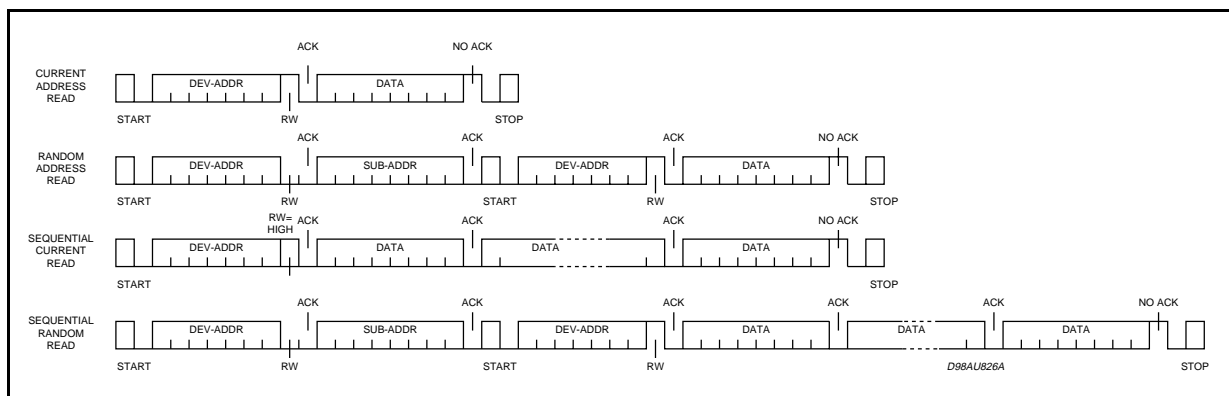 ACK NO ACK
CURRENT
ADDRESS
READ
DEV-ADDR DATA
START RW STOP
ACK ACK ACK NO ACK
RANDOM
ADDRESS
READ
DEV-ADDR SUB-ADDR DEV-ADDR DATA
START RW START RW STOP
RW=
HIGH
ACK ACK ACK NO ACK
SEQUENTIAL
CURRENT
READ
DEV-ADDR DATA DATA DATA
START STOP
ACK ACK ACK ACK ACK NO ACK
SEQUENTIAL
RANDOM
READ
DEV-ADDR SUB-ADDR DEV-ADDR DATA DATA DATA
START RW START RW D98AU826A STOP